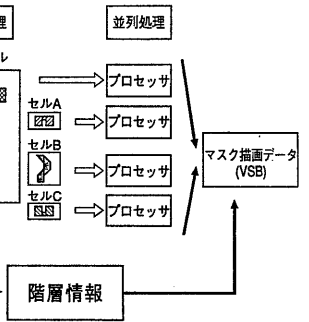 理
並列処理
ル
プロセッサ
セルA
プロセッサ
セルB
プロセッサ
セルC
プロセッサ
マスク描画データ
(VSB)
階層情報